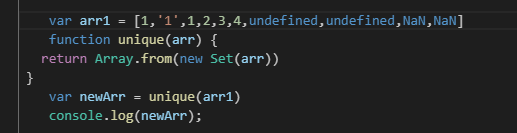 var arr1 = [1,'1',1,2,3,4,undefined,undefined,NaN,NaN]
function unique(arr) {
return Array.from(new Set(arr))
}
var newArr = unique(arr1)
console.log(newArr);